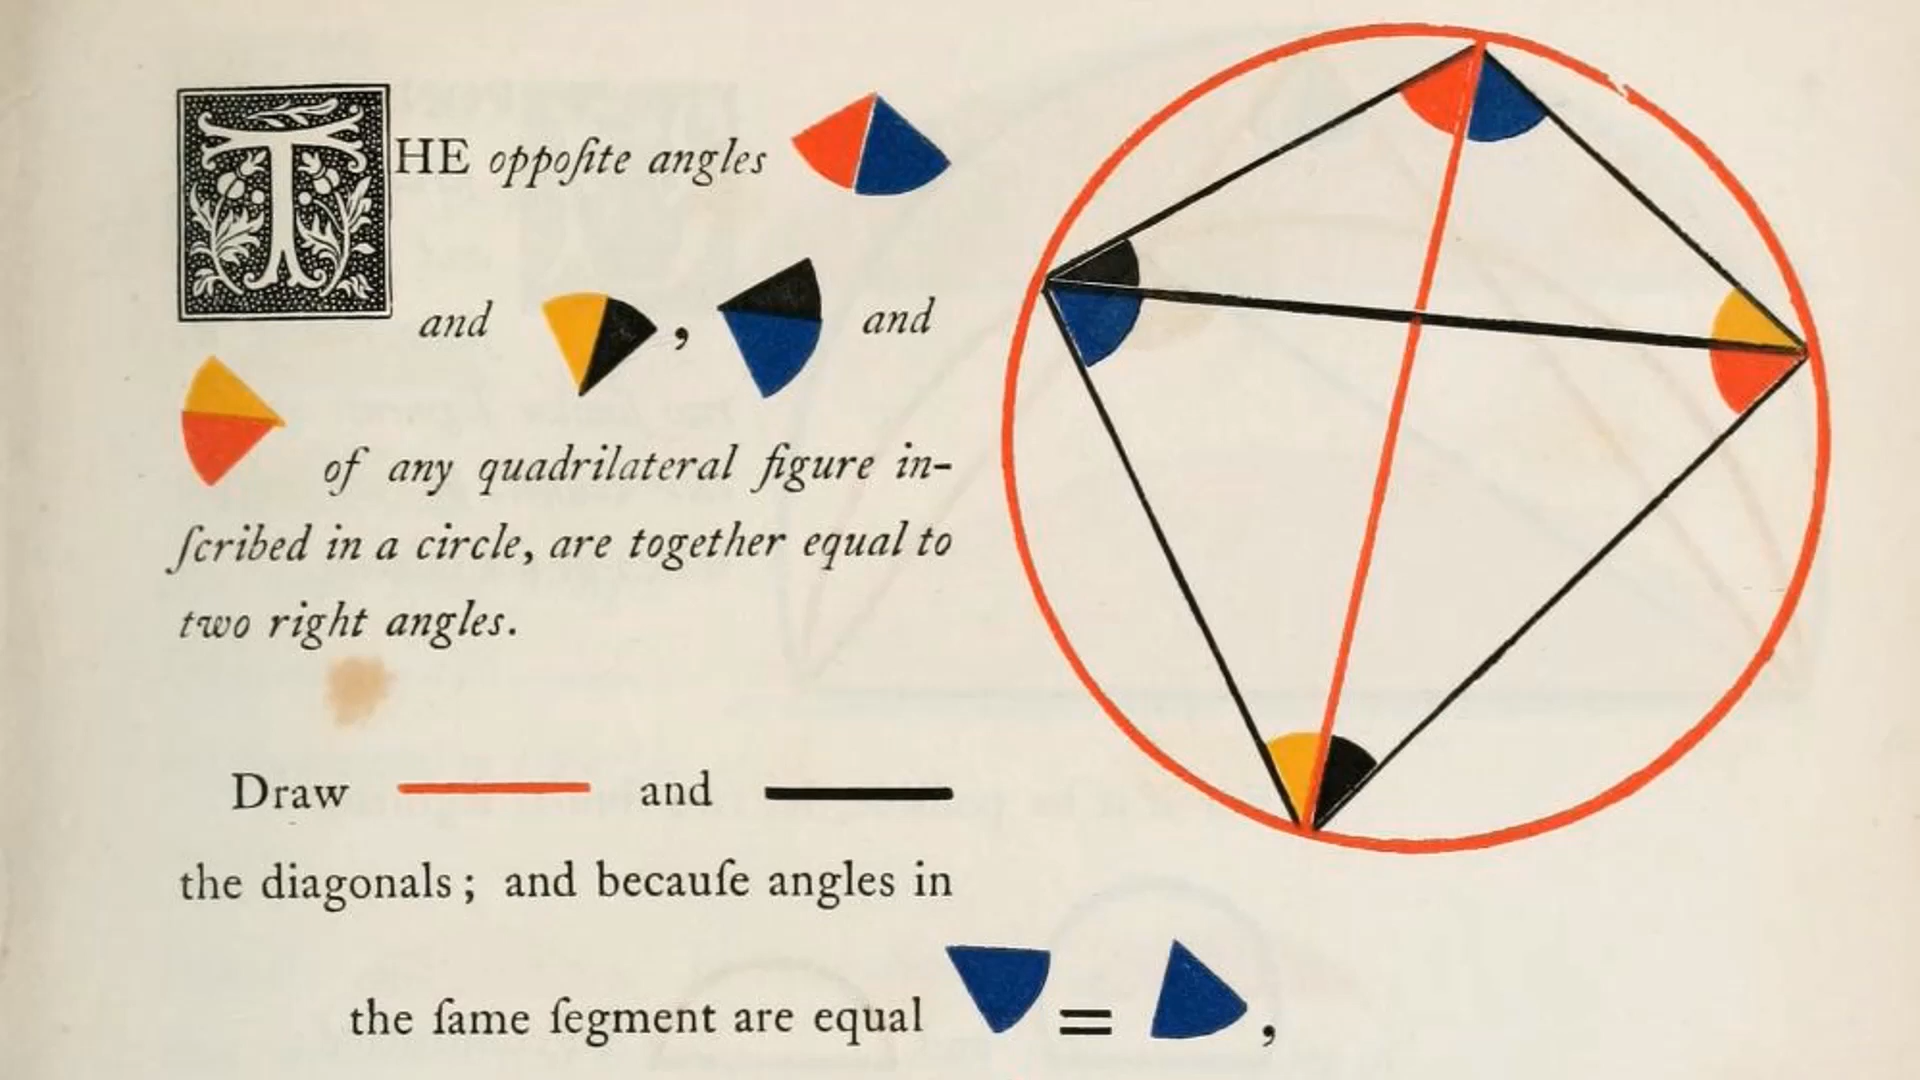 THE oppoſite angles
and , and
of any quadrilateral figure in-
ſcribed in a circle, are together equal to
two right angles.
Draw and
the diagonals; and becauſe angles in
the ſame ſegment are equal = ,